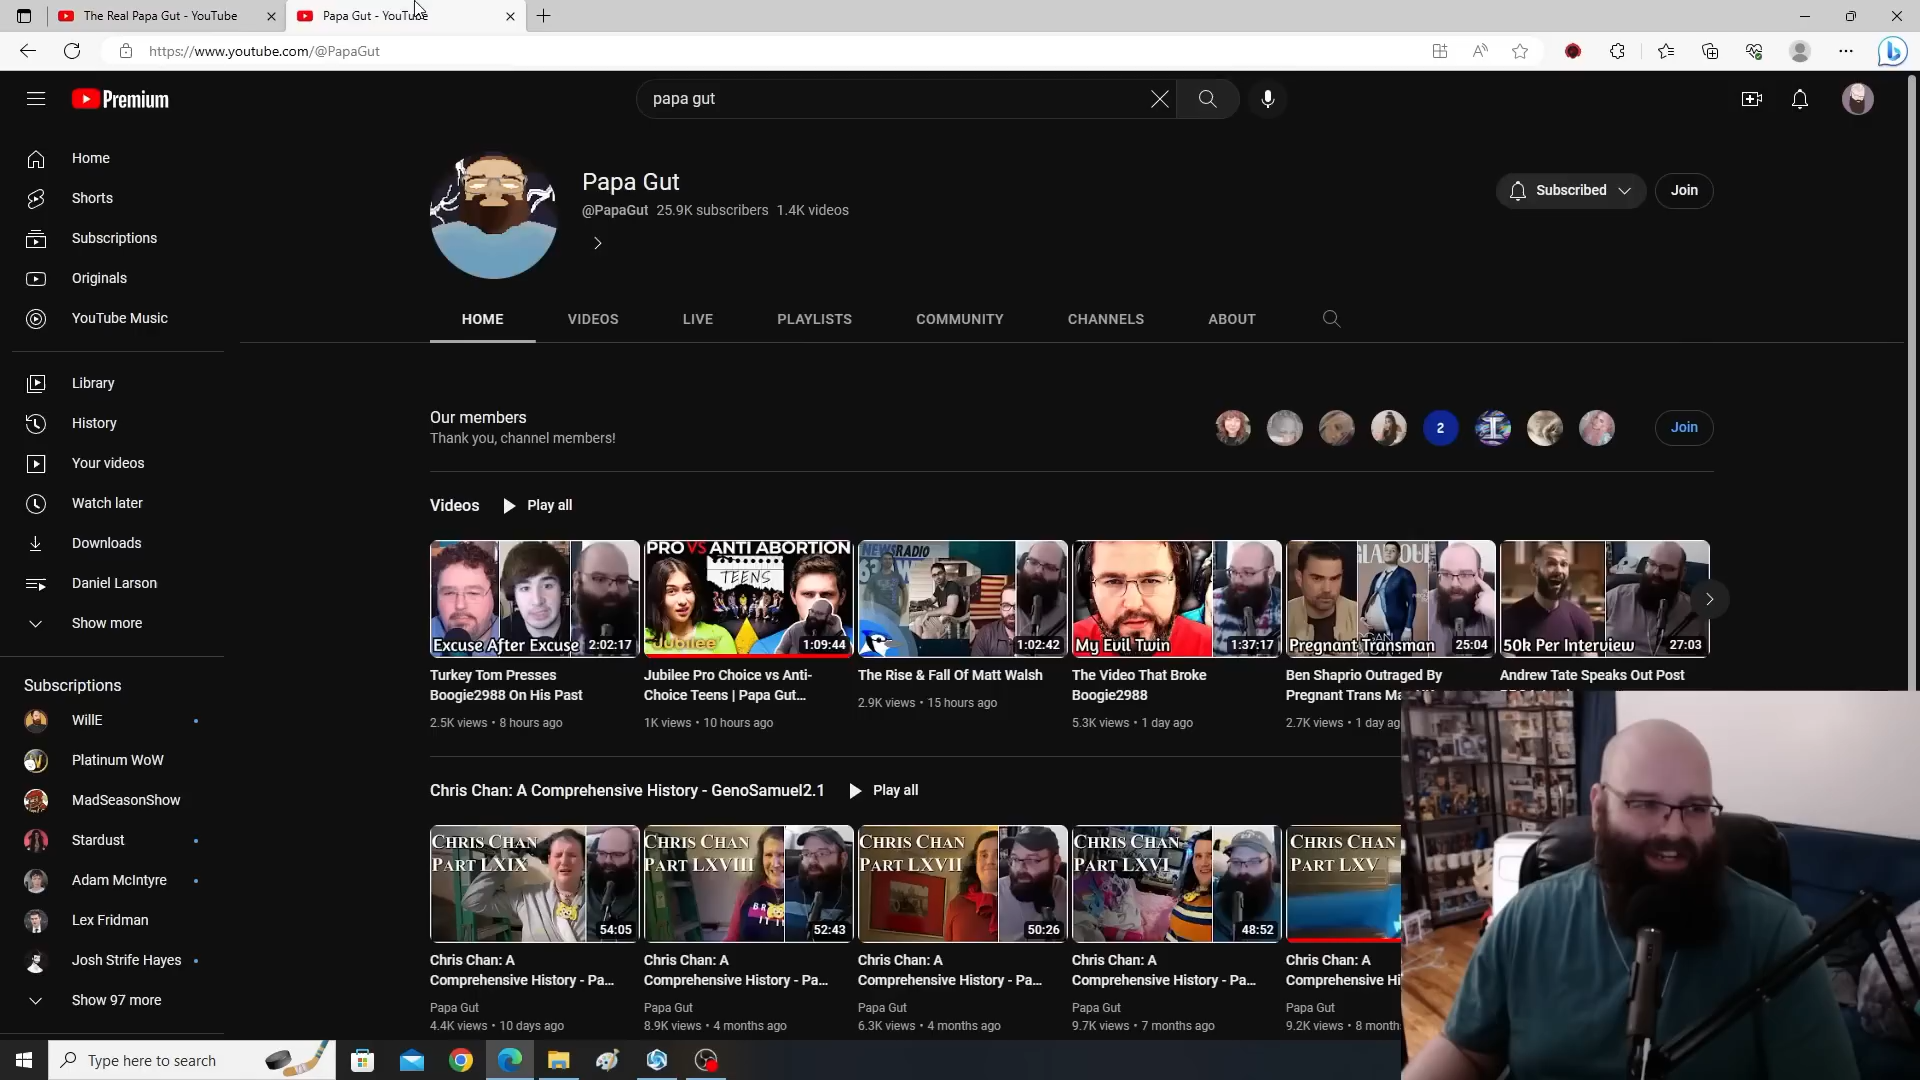 The Real Papa Gut - YouTube
Papa Gut - YouTube
https://www.youtube.com/@PapaGut
Premium
papa gut
Home
Shorts
Subscriptions
Originals
YouTube Music
Library
History
Your videos
Watch later
Downloads
Daniel Larson
Show more
Subscriptions
WillE
Platinum WoW
MadSeasonShow
Stardust
Adam McIntyre
Lex Fridman
Josh Strife Hayes
Show 97 more
Papa Gut
@PapaGut 25.9K subscribers 1.4K videos
Subscribed
Join
HOME VIDEOS LIVE PLAYLISTS COMMUNITY CHANNELS ABOUT
Our members
Thank you, channel members!
2
Join
Videos Play all
Excuse After Excuse 2:02:17
Turkey Tom Presses
Boogie2988 On His Past
2.5K views • 8 hours ago
PRO VS ANTI ABORTION
TEENS
Jubilee
1:09:44
Jubilee Pro Choice vs Anti-
Choice Teens | Papa Gut...
1K views • 10 hours ago
NEWSRADIO
1:02:42
The Rise & Fall Of Matt Walsh
2.9K views • 15 hours ago
My Evil Twin 1:37:17
The Video That Broke
Boogie2988
5.3K views • 1 day ago
Pregnant Transman 25:04
Ben Shaprio Outraged By
Pregnant Trans
2.7K views • 1 day ag
50k Per Interview 27:03
Andrew Tate Speaks Out Post
Chris Chan: A Comprehensive History - GenoSamuel2.1 Play all
CHRIS CHAN
PART LXIX
54:05
Chris Chan: A
Comprehensive History - Pa...
Papa Gut
4.4K views • 10 days ago
CHRIS CHAN
PART LXVIII
52:43
Chris Chan: A
Comprehensive History - Pa...
Papa Gut
8.9K views • 4 months ago
CHRIS CHAN
PART LXVII
50:26
Chris Chan: A
Comprehensive History - Pa...
Papa Gut
6.3K views • 4 months ago
CHRIS CHAN
PART LXVI
48:52
Chris Chan: A
Comprehensive History - Pa...
Papa Gut
9.7K views • 7 months ago
CHRIS CHAN
PART LXV
Chris Chan: A
Comprehensive Hi
Papa Gut
9.2K views • 8 month
Type here to search